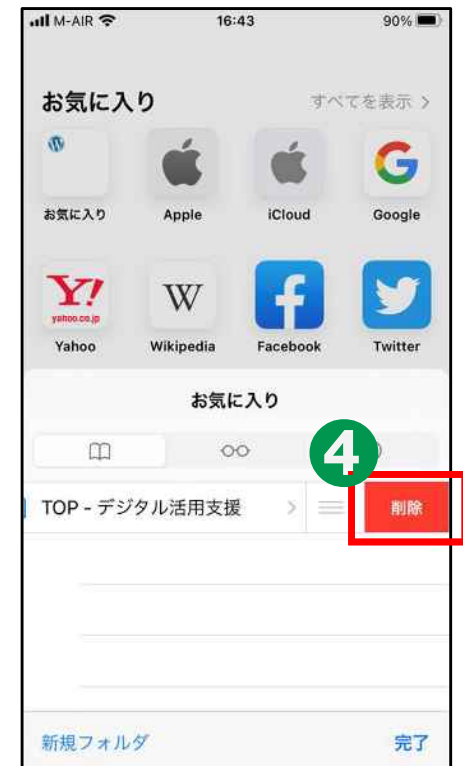 M-AIR 16:43 90%
お気に入り すべてを表示 >
お気に入り Apple iCloud Google
Y!
yahoo.co.jp
W
Yahoo Wikipedia Facebook Twitter
お気に入り
4
TOP - デジタル活用支援 > 削除
新規フォルダ 完了